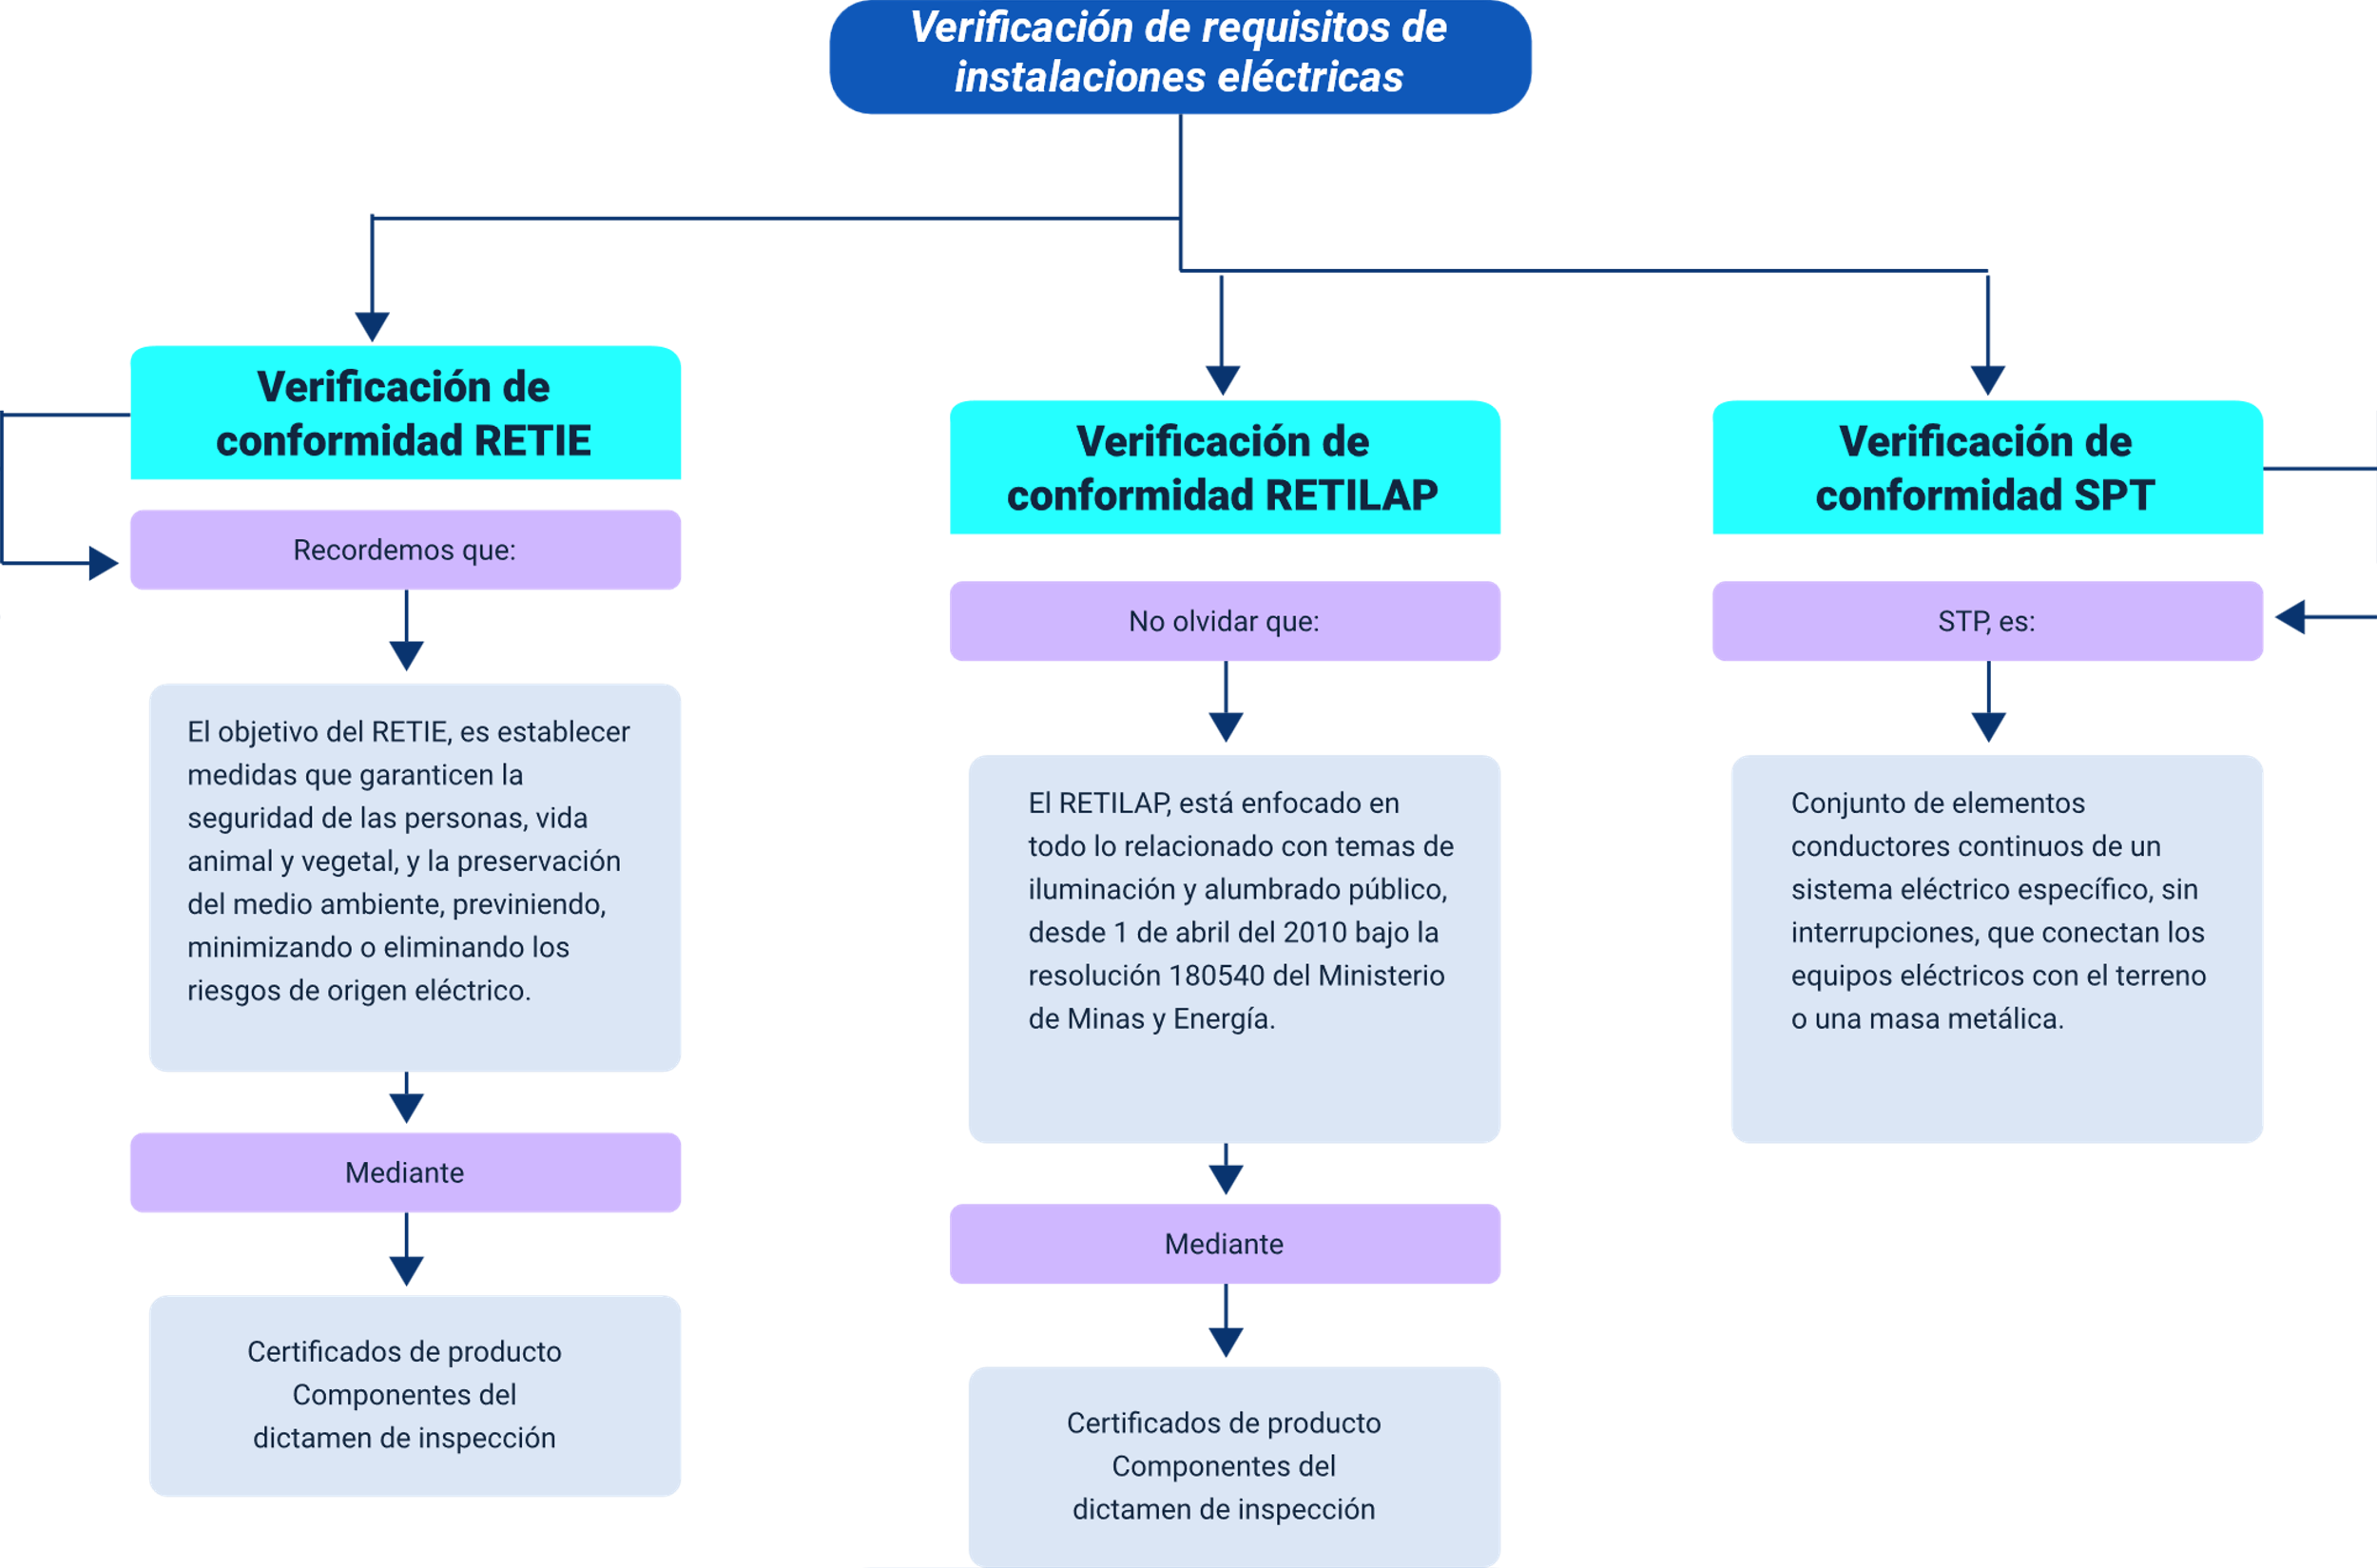 Verificación de requisitos de
instalaciones eléctricas
Verificación de
conformidad RETIE
Recordemos que:
El objetivo del RETIE, es establecer
medidas que garanticen la
seguridad de las personas, vida
animal y vegetal, y la preservación
del medio ambiente, previniendo,
minimizando o eliminando los
riesgos de origen eléctrico.
Mediante
Certificados de producto
Componentes del
dictamen de inspección
Verificación de
conformidad RETILAP
No olvidar que:
El RETILAP, está enfocado en
todo lo relacionado con temas de
iluminación y alumbrado público,
desde 1 de abril del 2010 bajo la
resolución 180540 del Ministerio
de Minas y Energía.
Mediante
Certificados de producto
Componentes del
dictamen de inspección
Verificación de
conformidad SPT
STP, es:
Conjunto de elementos
conductores continuos de un
sistema eléctrico específico, sin
interrupciones, que conectan los
equipos eléctricos con el terreno
o una masa metálica.